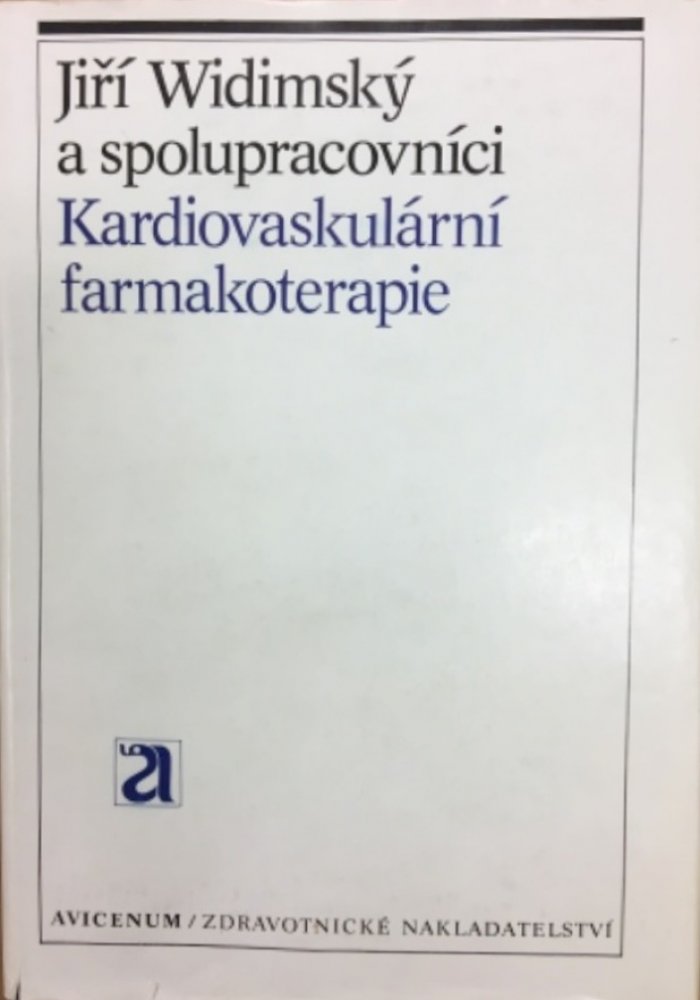 Jiří Widimský
a spolupracovníci
Kardiovaskulární
farmakoterapie
AVICENUM / ZDRAVOTNICKÉ NAKLADATELSTVÍ